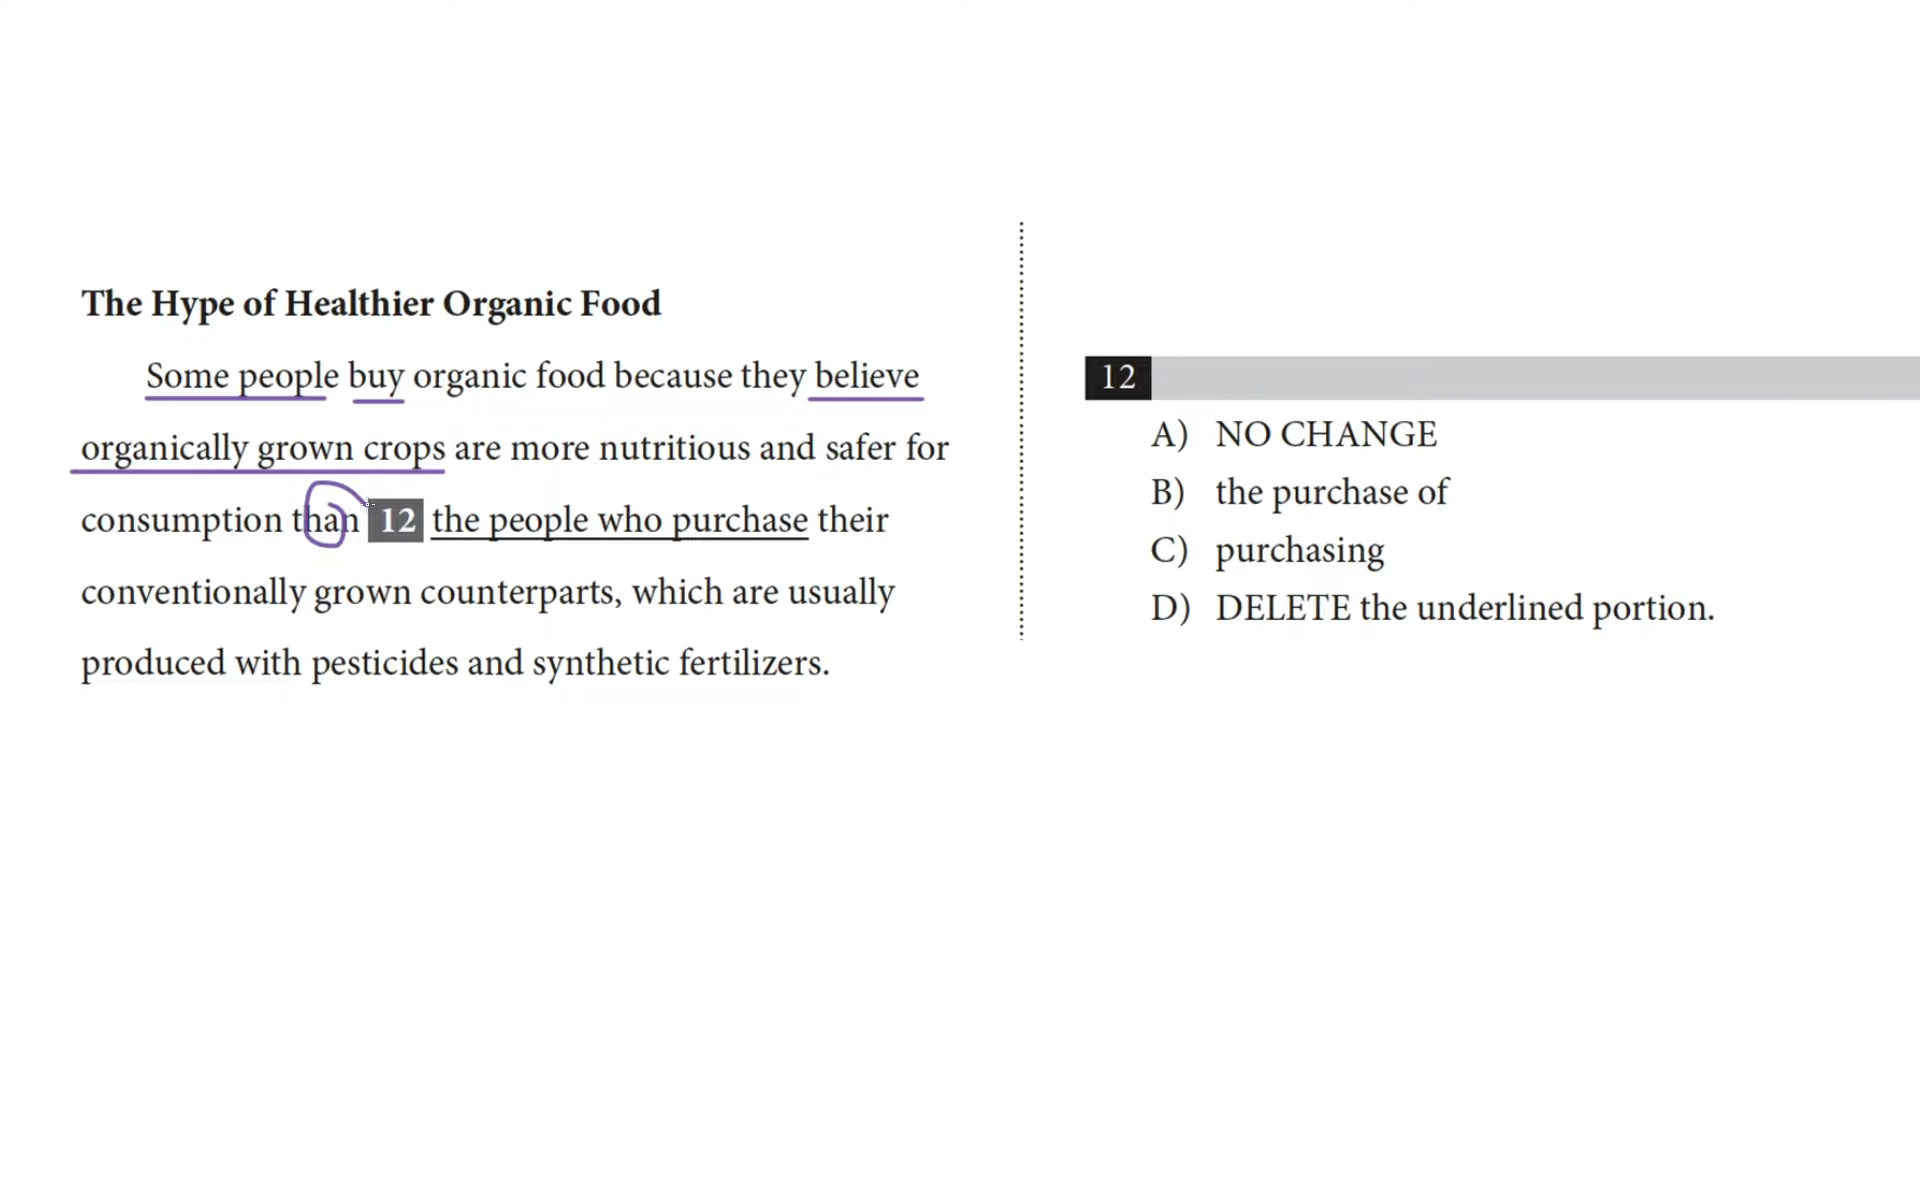 The Hype of Healthier Organic Food
Some people buy organic food because they believe
organically grown crops are more nutritious and safer for
consumption than 12 the people who purchase their
conventionally grown counterparts, which are usually
produced with pesticides and synthetic fertilizers.
12
A) NO CHANGE
B) the purchase of
C) purchasing
D) DELETE the underlined portion.